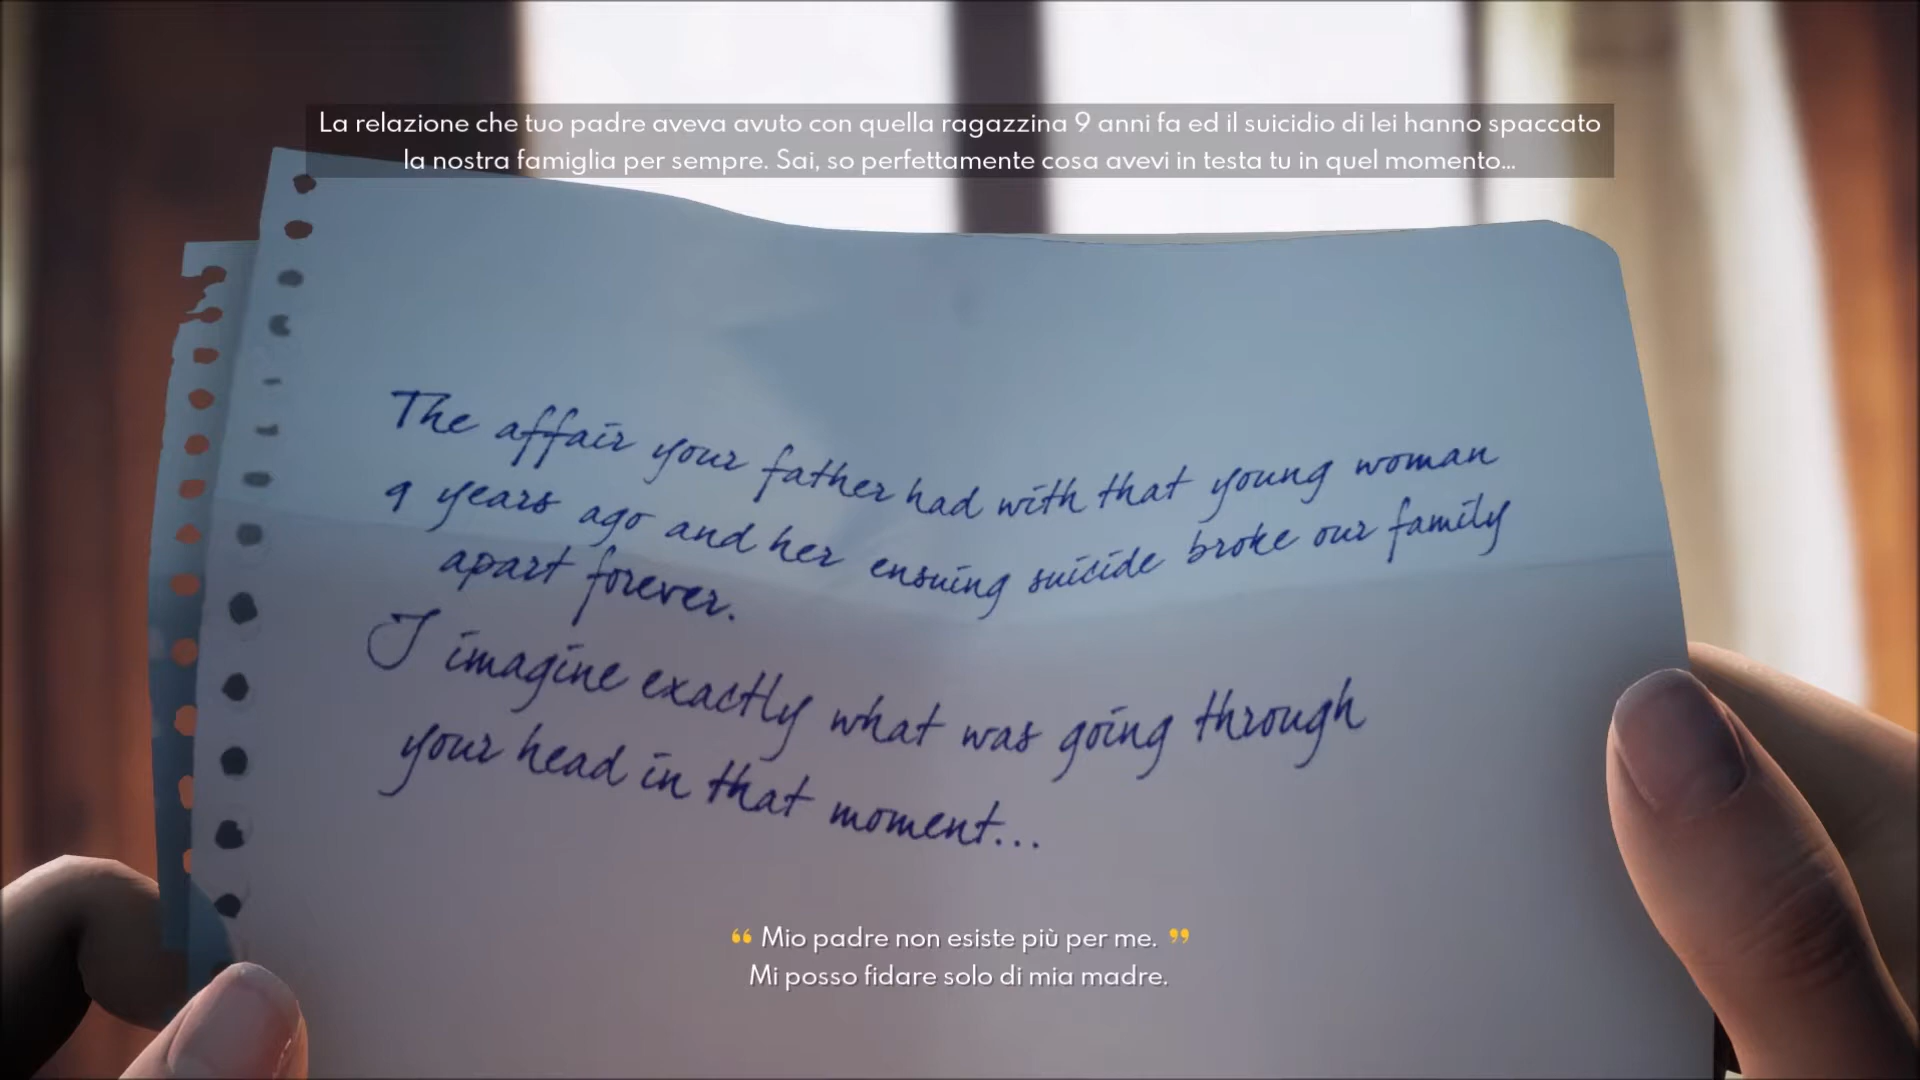 La relazione che tuo padre aveva avuto con quella ragazzina 9 anni fa ed il suicidio di lei hanno spaccato
la nostra famiglia per sempre. Sai, so perfettamente cosa avevi in testa tu in quel momento...
The affair your father had with that young woman
9 years ago and her ensuing suicide broke our family
apart forever.
I imagine exactly what was going through
your head in that moment...
“ Mio padre non esiste più per me. ”
Mi posso fidare solo di mia madre.